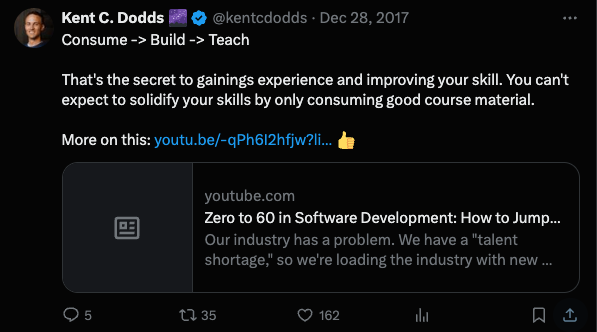 Kent C. Dodds 🌌 @kentcdodds · Dec 28, 2017
Consume -> Build -> Teach
That's the secret to gainings experience and improving your skill. You can't
expect to solidify your skills by only consuming good course material.
More on this: youtu.be/-qPh6I2hfjw?li... 👍
youtube.com
Zero to 60 in Software Development: How to Jump...
Our industry has a problem. We have a "talent
shortage," so we're loading the industry with new ...
5 35 162